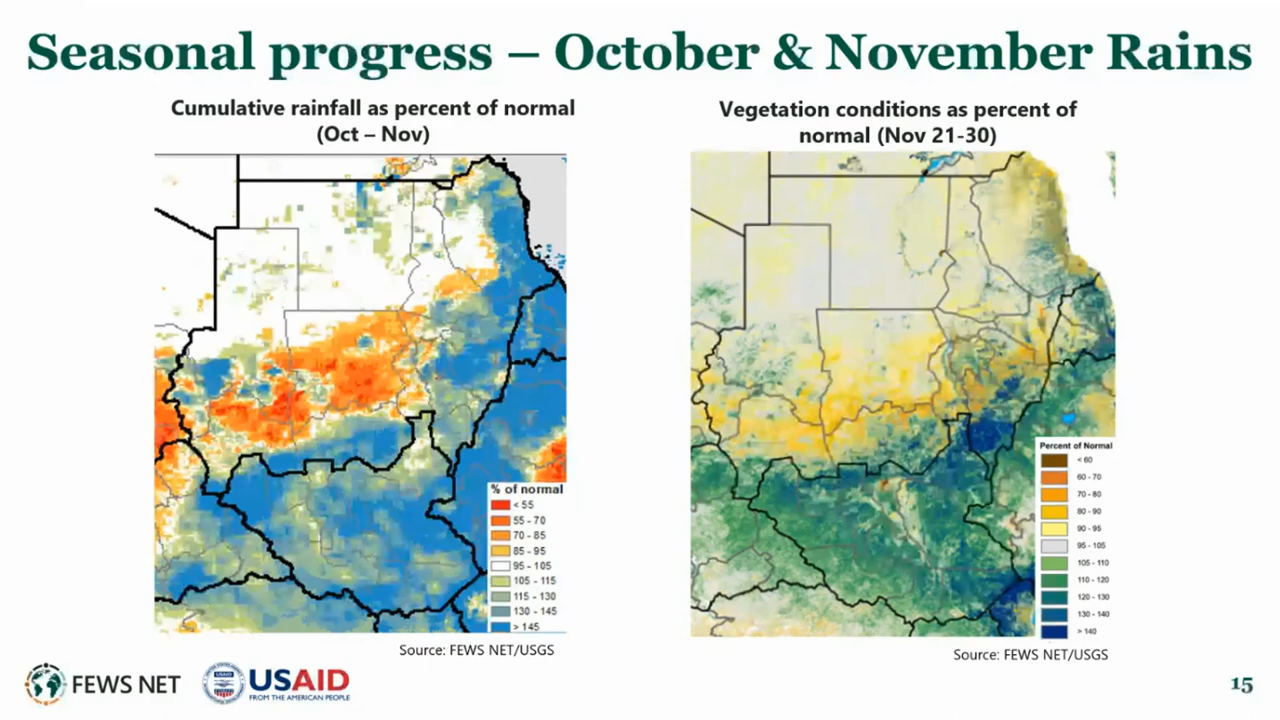 Seasonal progress – October & November Rains
Cumulative rainfall as percent of normal
(Oct – Nov)
% of normal
< 55
55 - 70
70 - 85
85 - 95
95 - 105
105 - 115
115 - 130
130 - 145
> 145
Source: FEWS NET/USGS
Vegetation conditions as percent of
normal (Nov 21-30)
Percent of Normal
< 60
60 - 70
70 - 80
80 - 90
90 - 95
95 - 105
105 - 110
110 - 120
120 - 130
130 - 140
> 140
Source: FEWS NET/USGS
FEWS NET
USAID
FROM THE AMERICAN PEOPLE
15